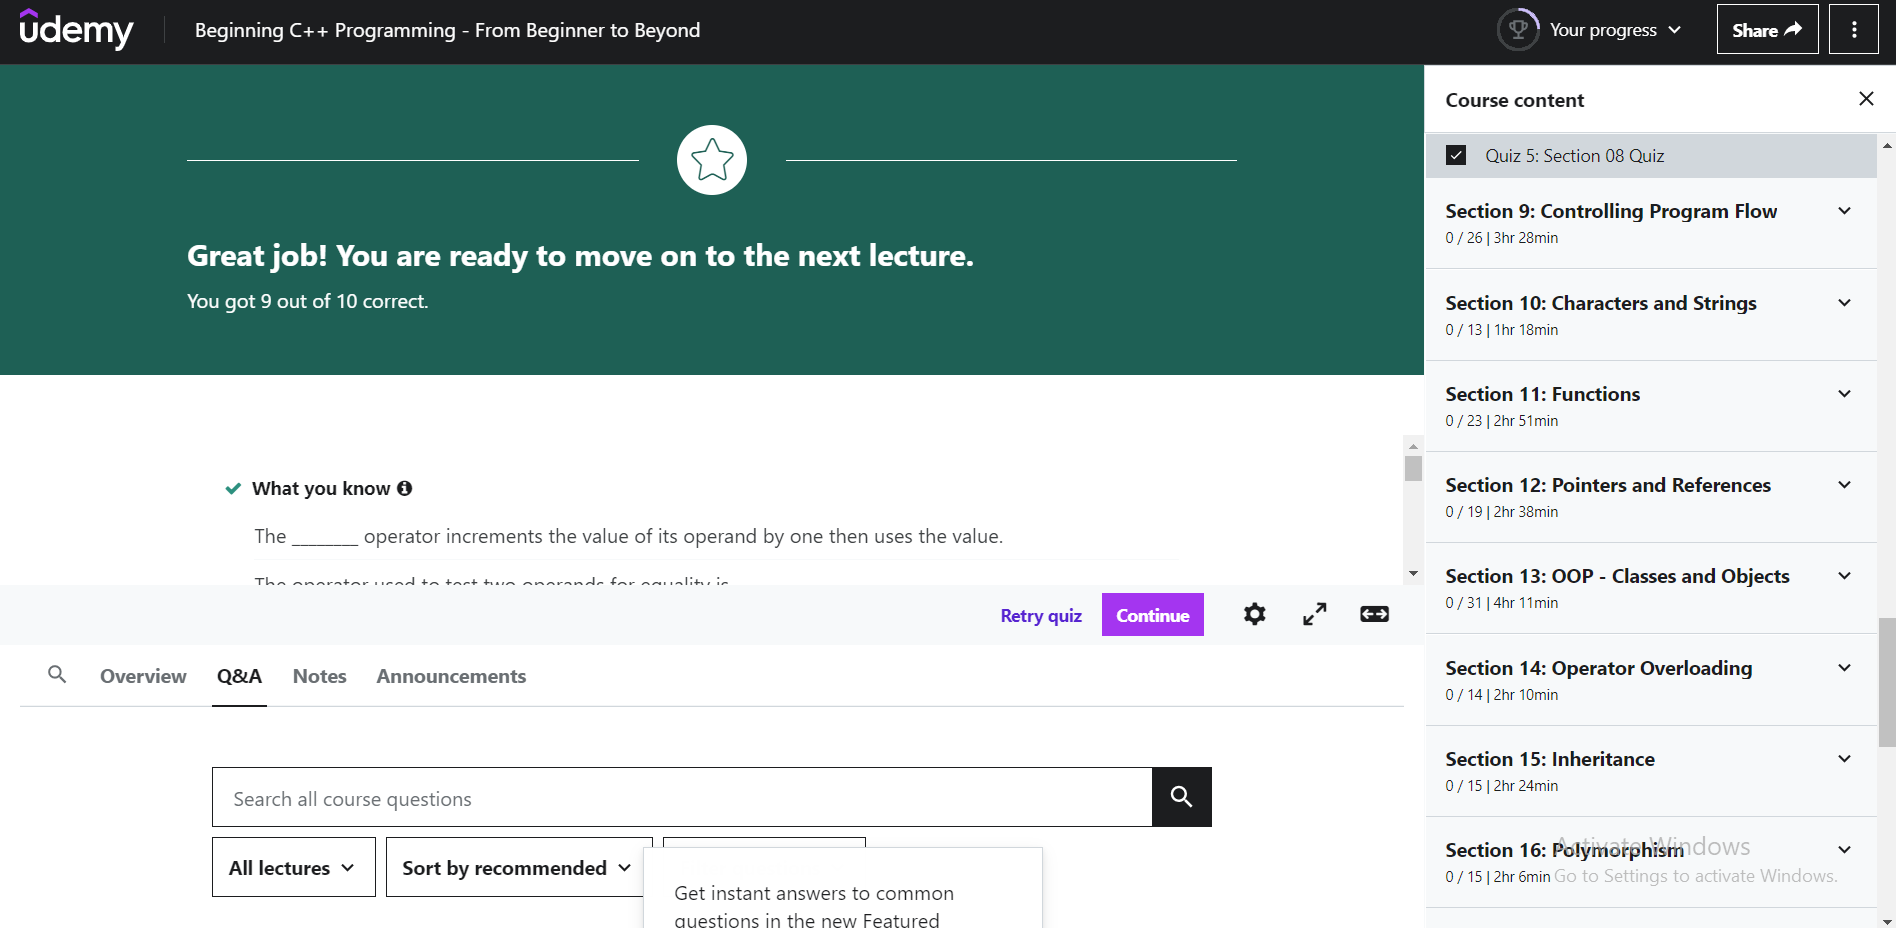 udemy
Beginning C++ Programming - From Beginner to Beyond
Your progress
Share
Great job! You are ready to move on to the next lecture.
You got 9 out of 10 correct.
What you know
The ________ operator increments the value of its operand by one then uses the value.
The operator used to test two operands for equality is
Retry quiz
Continue
Overview
Q&A
Notes
Announcements
Search all course questions
All lectures
Sort by recommended
Get instant answers to common
questions in the new Featured
Course content
Quiz 5: Section 08 Quiz
Section 9: Controlling Program Flow
0 / 26 | 3hr 28min
Section 10: Characters and Strings
0 / 13 | 1hr 18min
Section 11: Functions
0 / 23 | 2hr 51min
Section 12: Pointers and References
0 / 19 | 2hr 38min
Section 13: OOP - Classes and Objects
0 / 31 | 4hr 11min
Section 14: Operator Overloading
0 / 14 | 2hr 10min
Section 15: Inheritance
0 / 15 | 2hr 24min
Section 16: Polymorphism
0 / 15 | 2hr 6min
Activate Windows
Go to Settings to activate Windows.